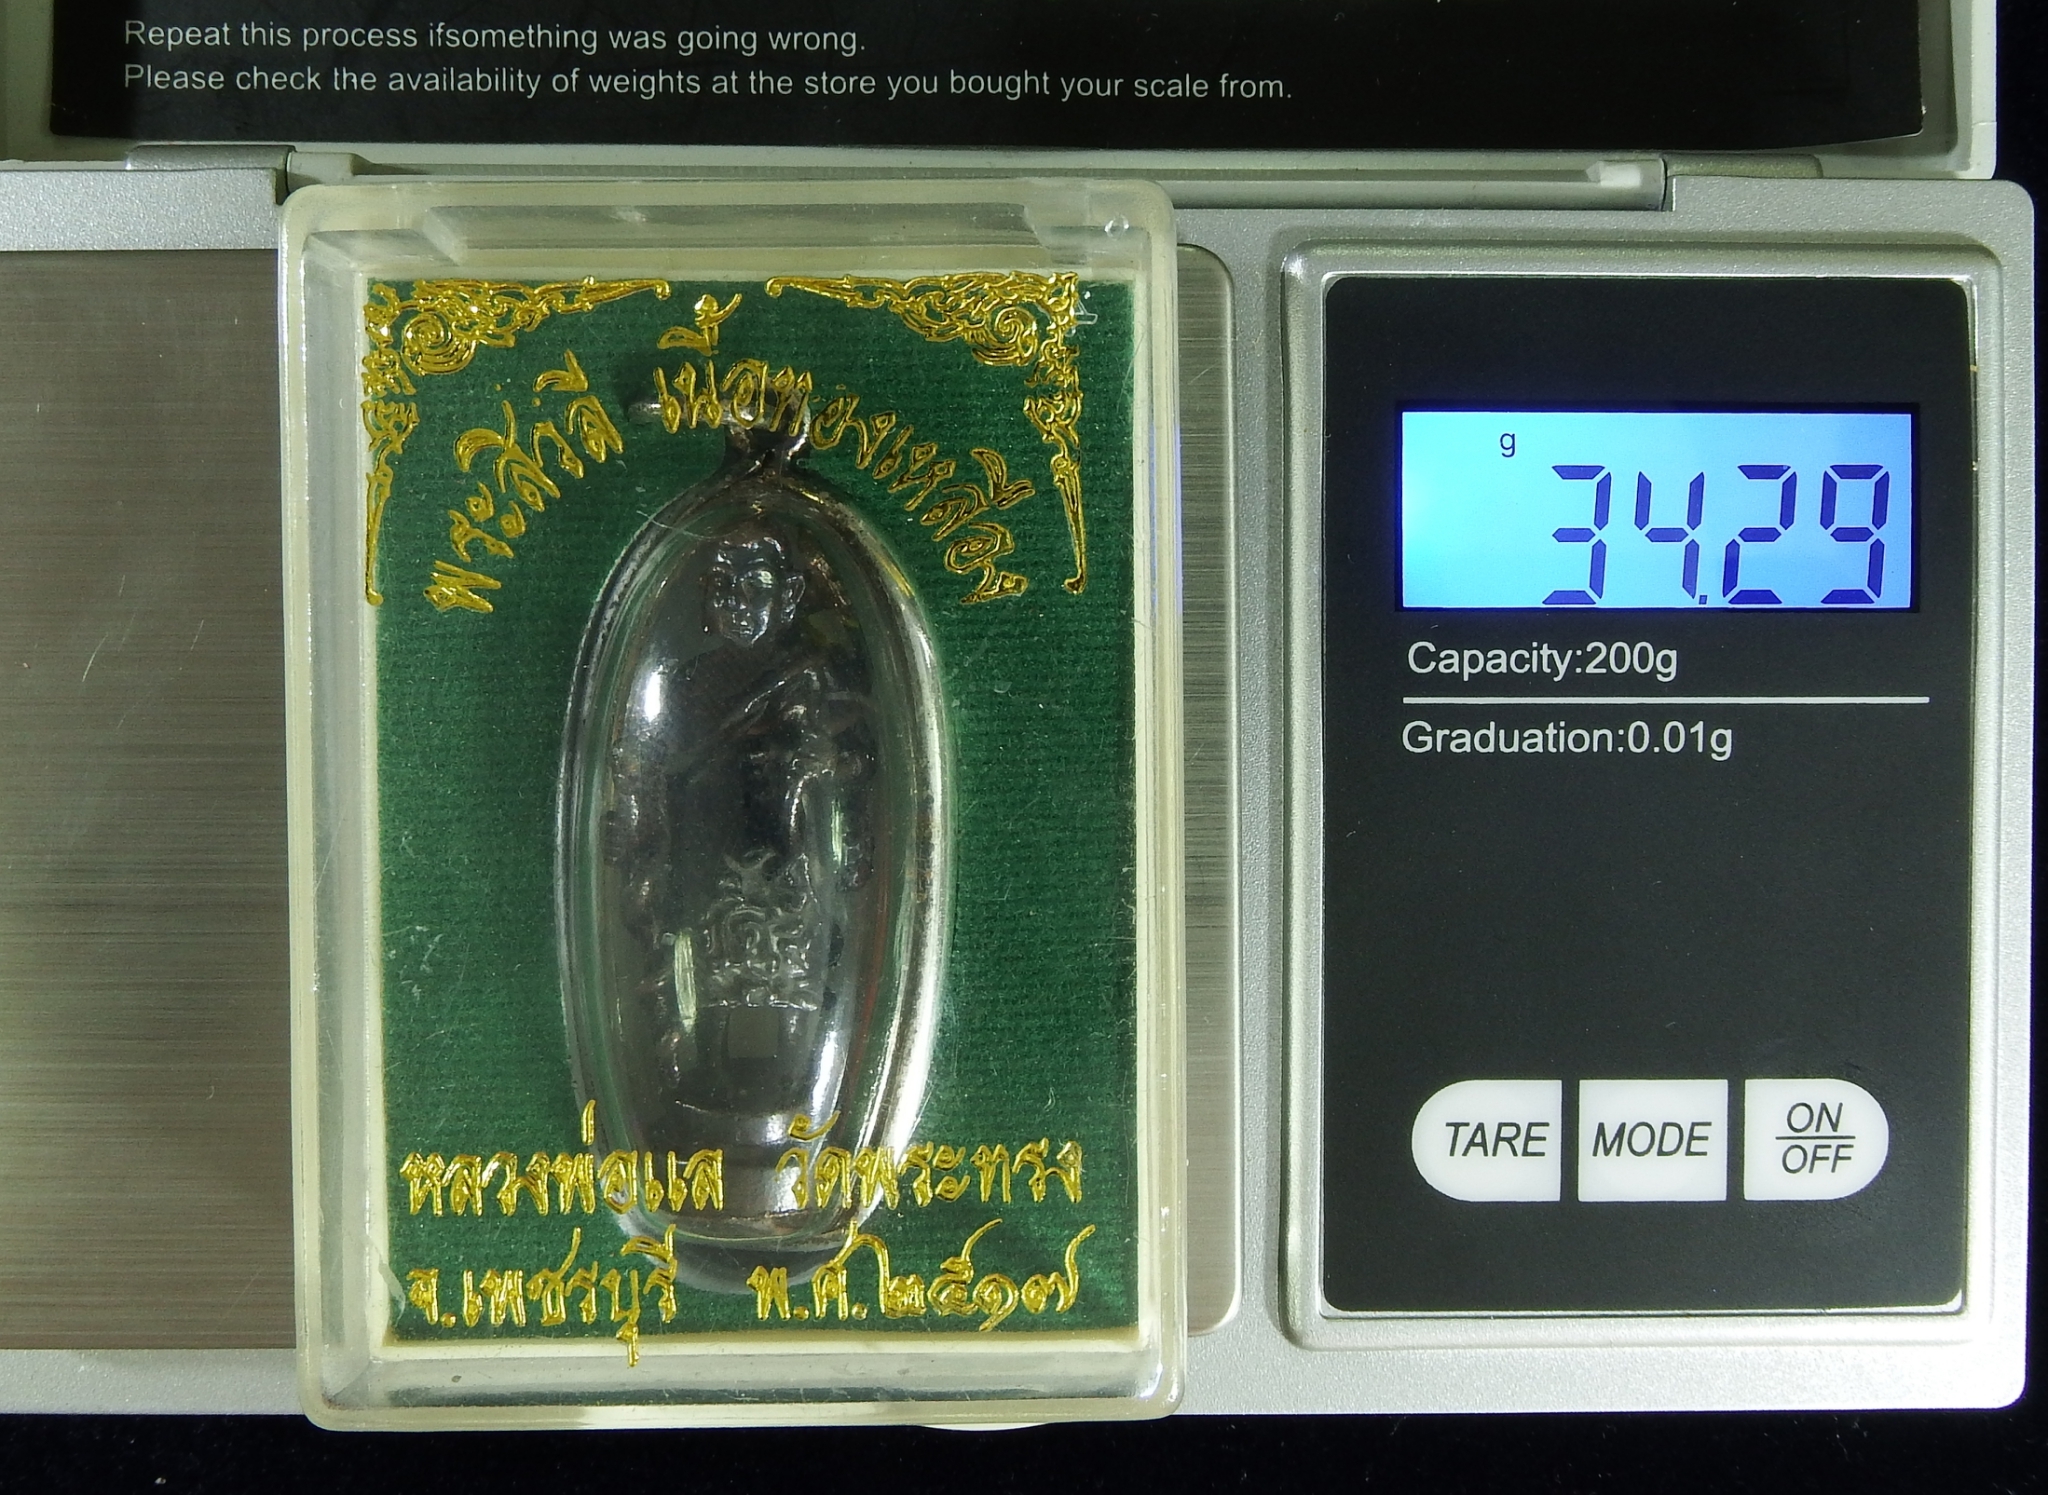 Repeat this process ifsomething was going wrong.
Please check the availability of weights at the store you bought your scale from.
พระสีวลี เนื้อทองเหลือง
หลวงพ่อแส วัดพระทรง
จ.เพชรบุรี พ.ศ.๒๕๑๗
g
34.29
Capacity:200g
Graduation:0.01g
TARE MODE ON
OFF